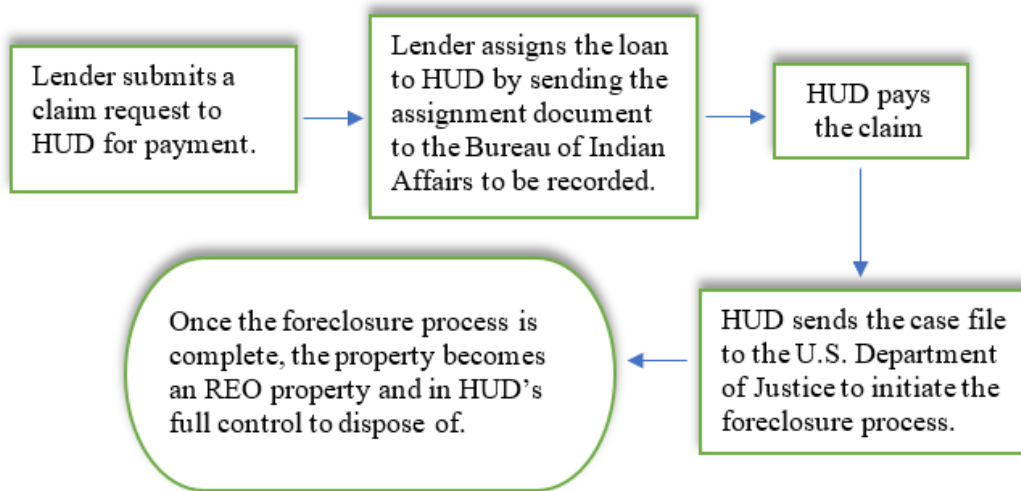 Lender submits a
claim request to
HUD for payment.
Lender assigns the loan
to HUD by sending the
assignment document
to the Bureau of Indian
Affairs to be recorded.
HUD pays
the claim
HUD sends the case file
to the U.S. Department
of Justice to initiate the
foreclosure process.
Once the foreclosure process is
complete, the property becomes
an REO property and in HUD’s
full control to dispose of.